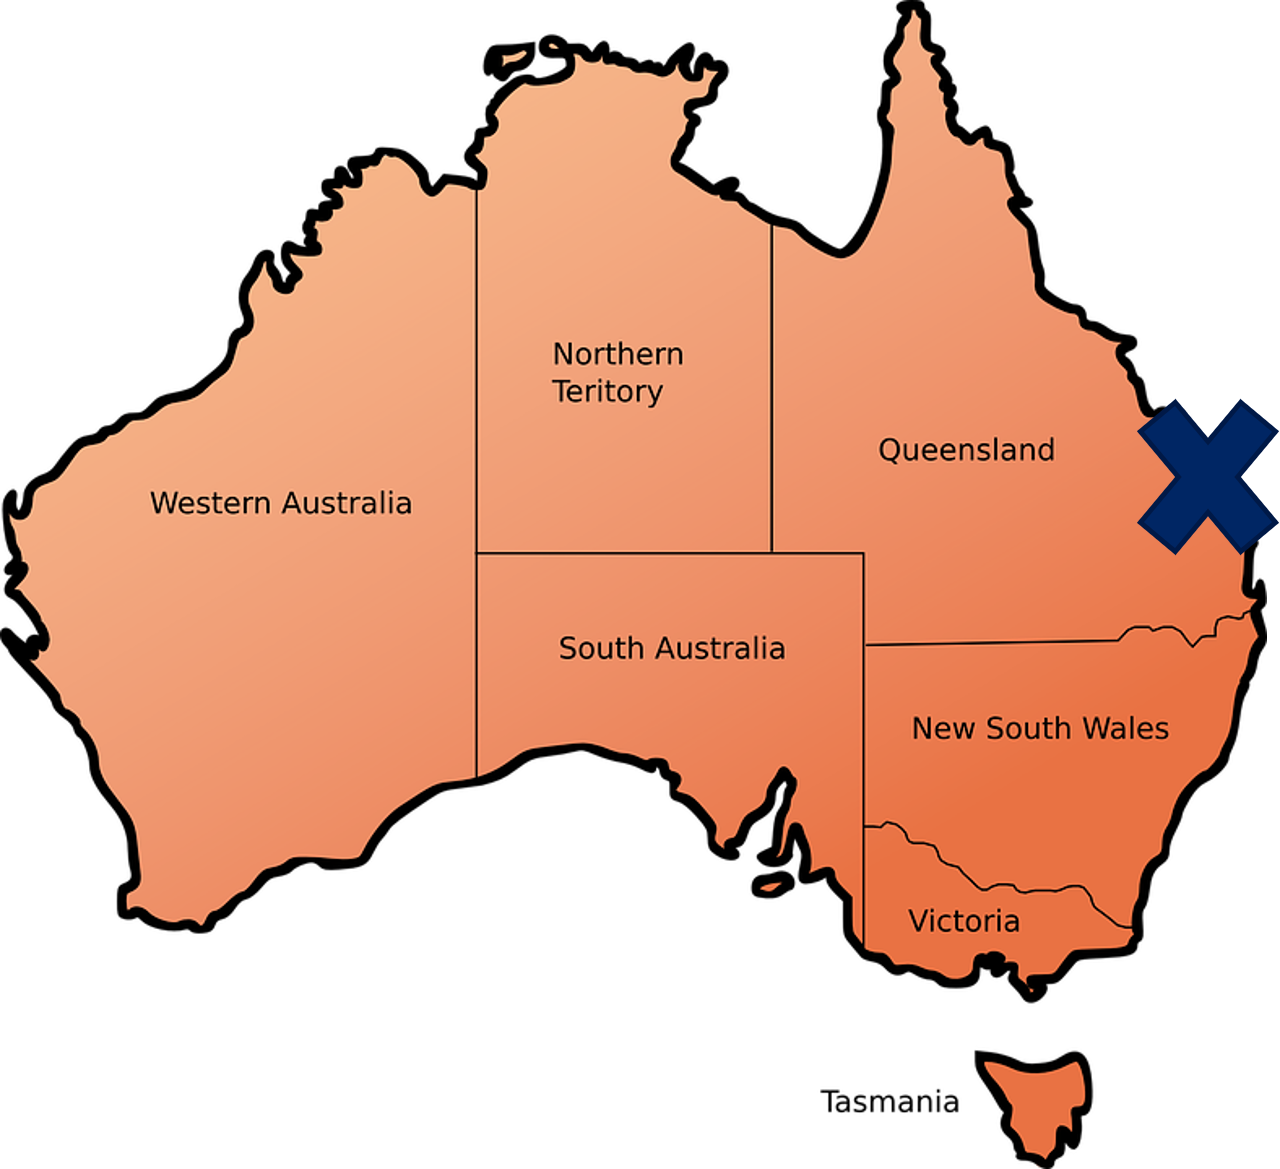 Northern
Teritory
Queensland
Western Australia
South Australia
New South Wales
Victoria
Tasmania